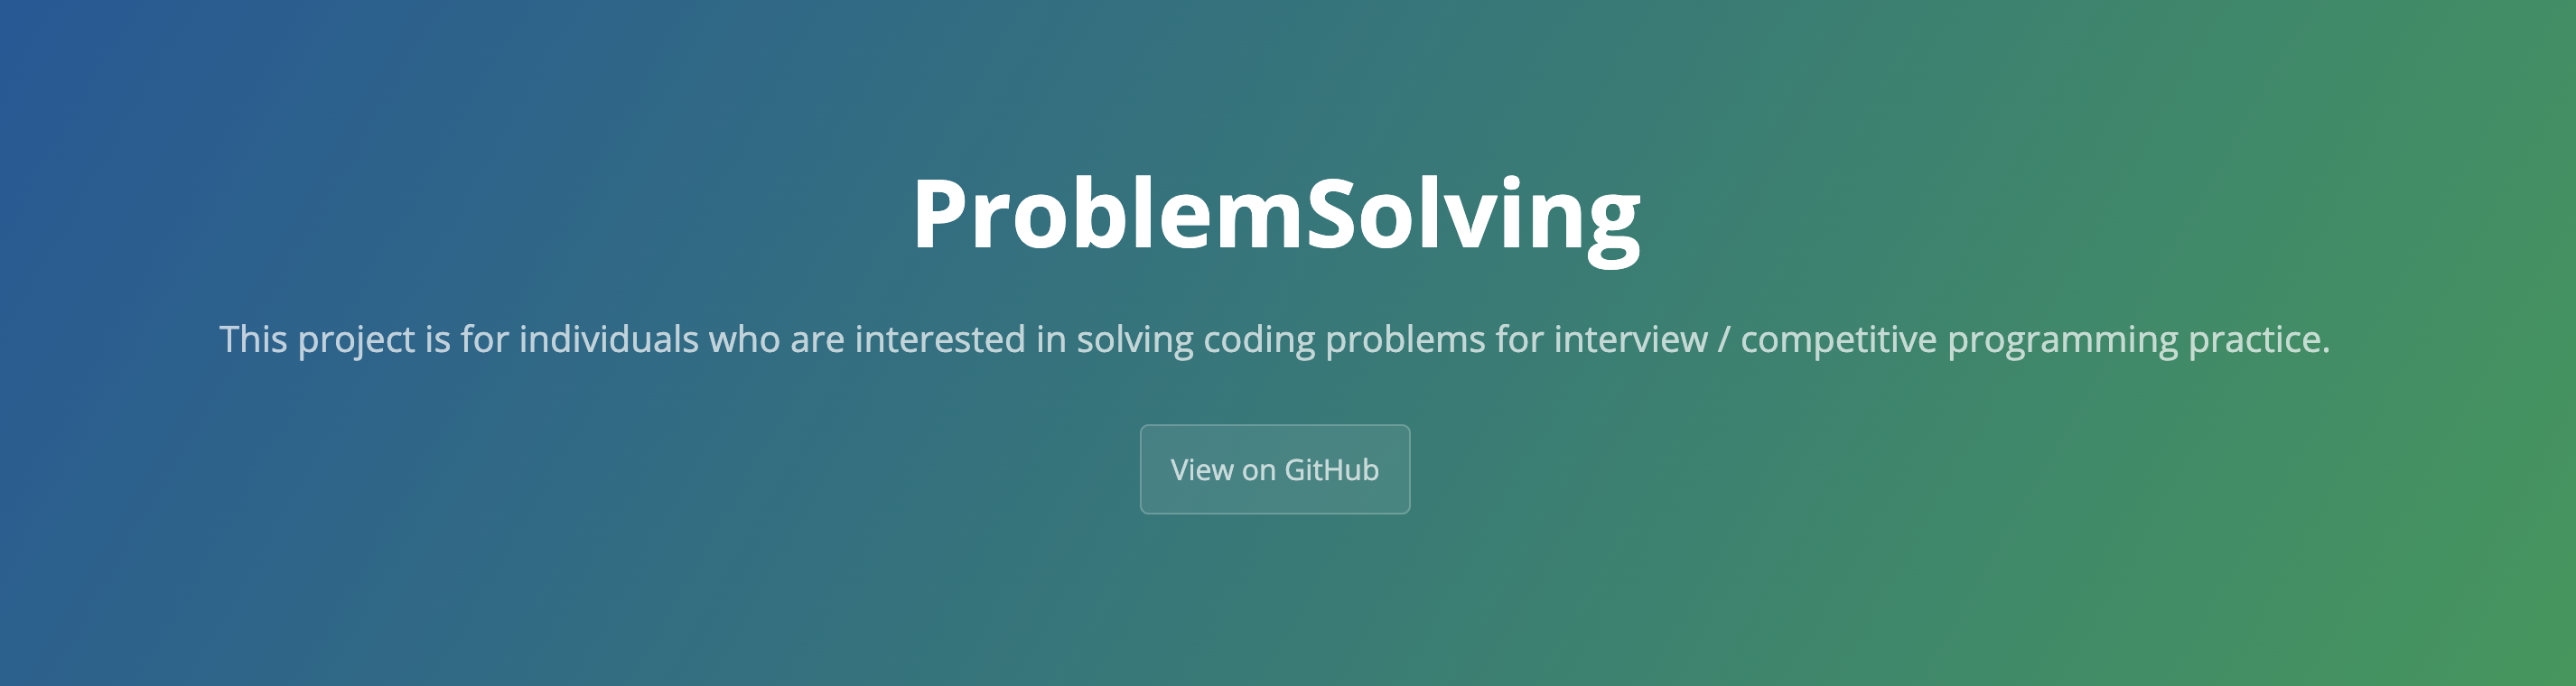 ProblemSolving
This project is for individuals who are interested in solving coding problems for interview / competitive programming practice.
View on GitHub